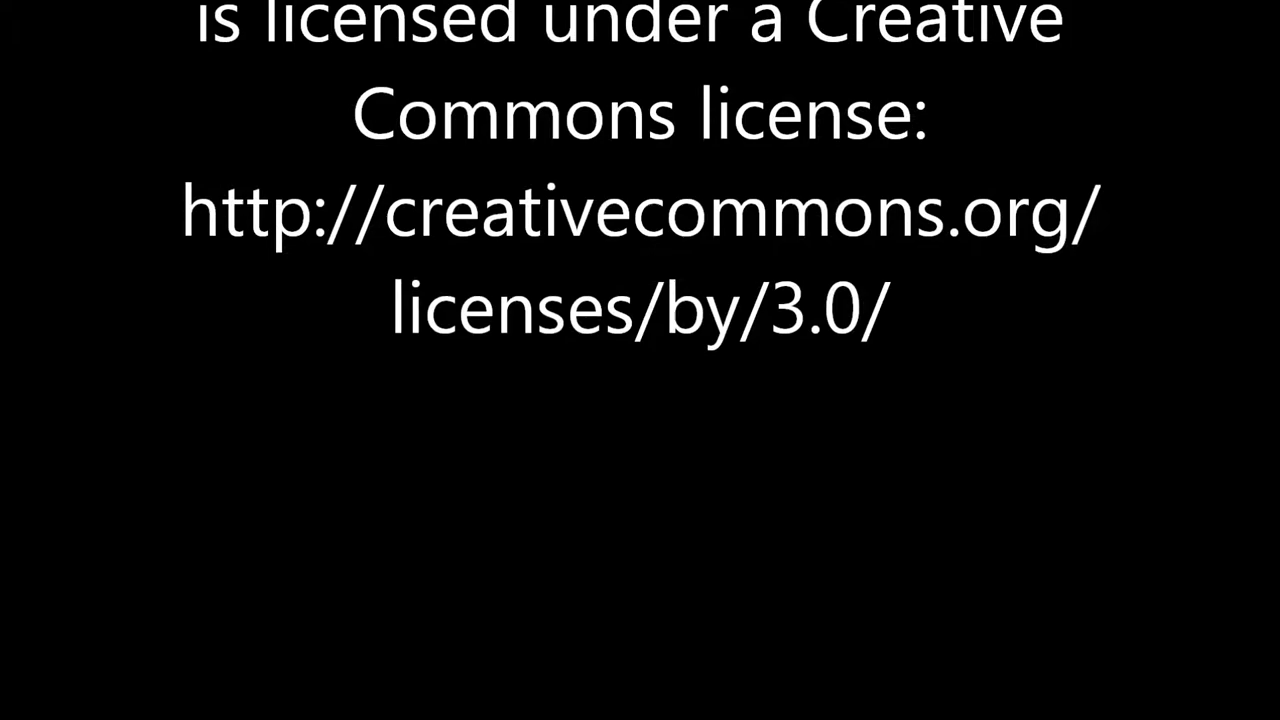 is licensed under a Creative
Commons license:
http://creativecommons.org/
licenses/by/3.0/